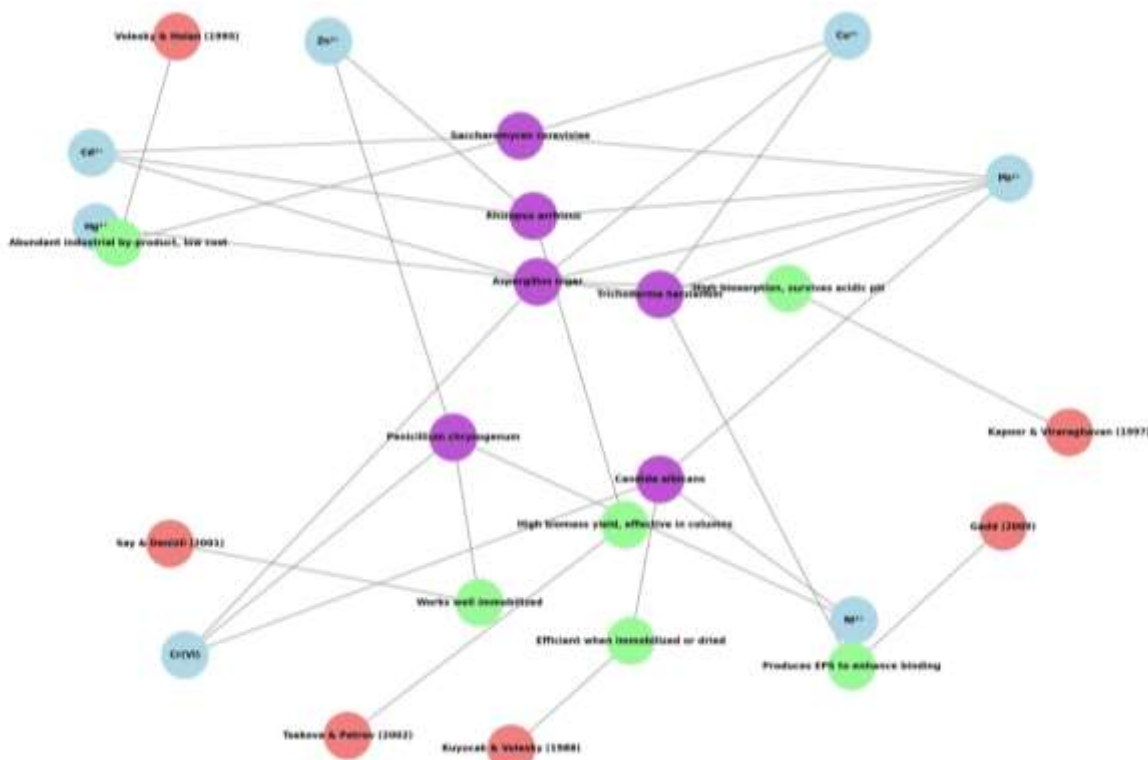 Volesky & Holan (1995)
Zn²⁺
Cu²⁺
Saccharomyces cerevisiae
Cd²⁺
Pb²⁺
Rhizopus arrhizus
Hg²⁺
Abundant industrial by-product, low cost
Aspergillus niger
Trichoderma harzianum
High biosorption, survives acidic pH
Kapoor & Viraraghavan (1997)
Penicillium chrysogenum
Candida albicans
High biomass yield, effective in columns
Gadd (2009)
Say & Denizli (2001)
Works well immobilized
Ni²⁺
Efficient when immobilized or dried
Cr(VI)
Produces EPS to enhance binding
Tsekova & Petrov (2002)
Kuyucak & Volesky (1988)